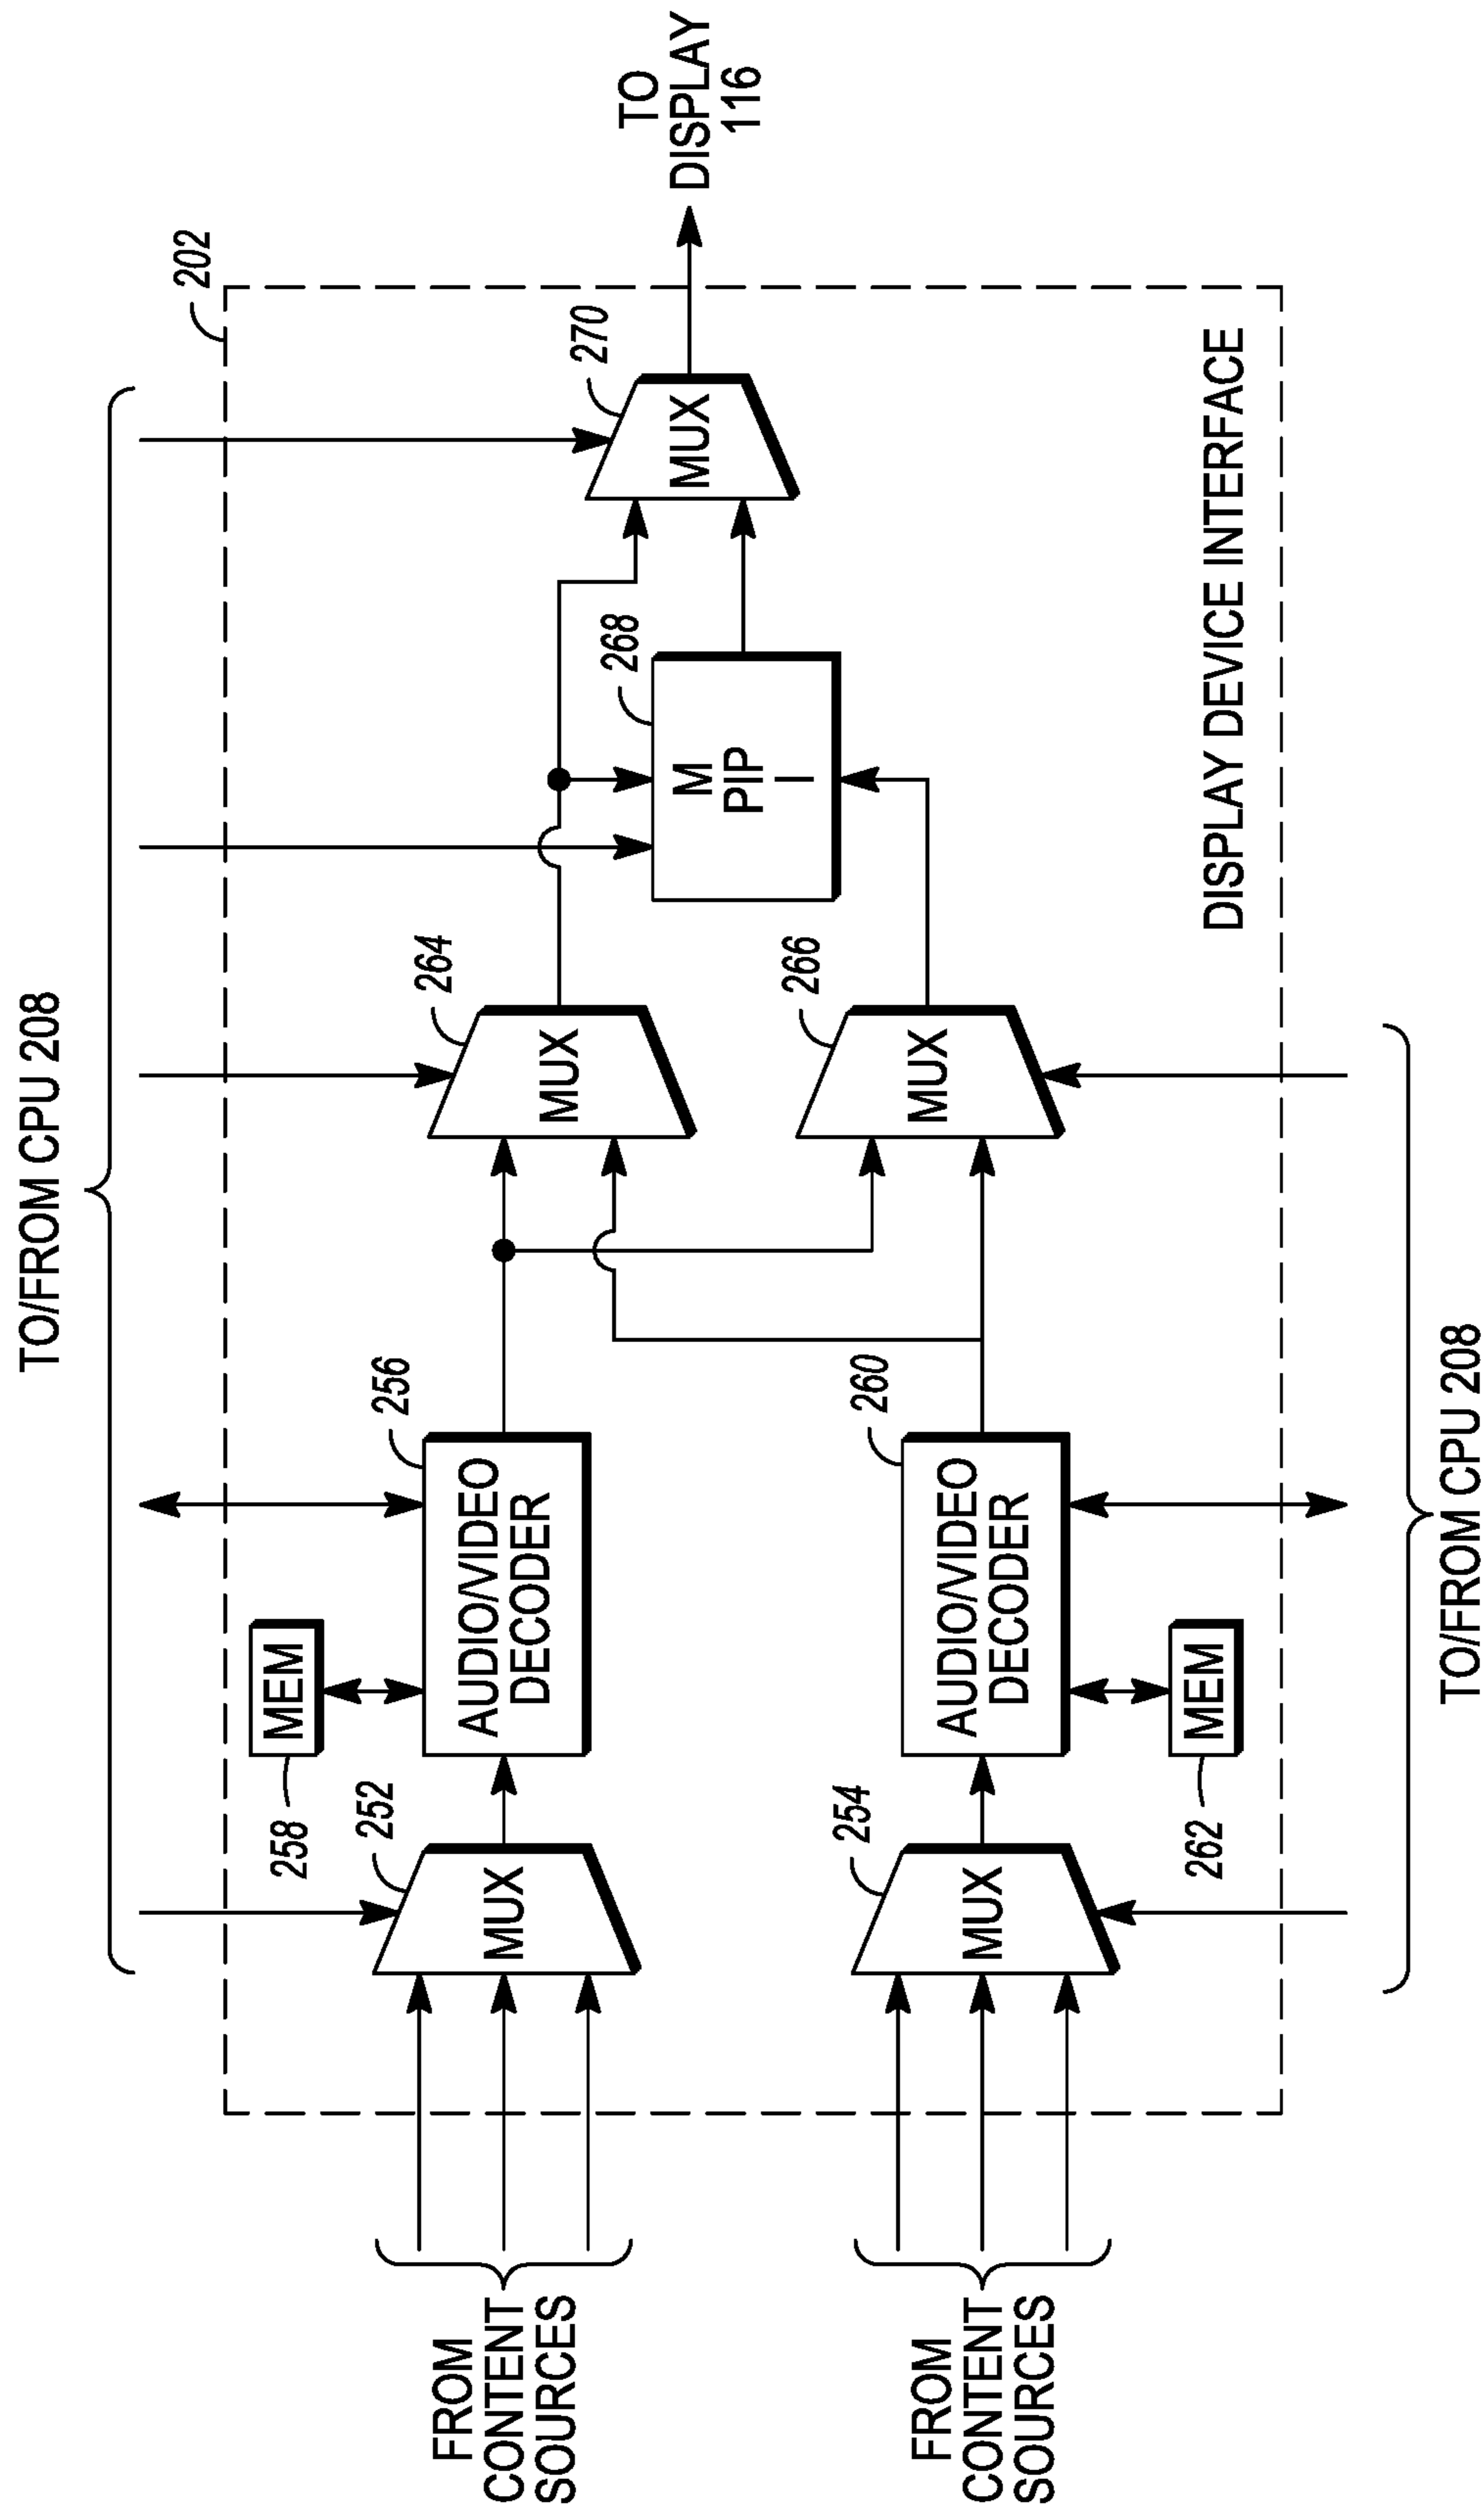 TO/FROM CPU 208
202
258
MEM
252
MUX
256
AUDIO/VIDEO
DECODER
264
MUX
268
M
PIP
I
270
MUX
TO
DISPLAY
116
FROM
CONTENT
SOURCES
254
MUX
260
AUDIO/VIDEO
DECODER
266
MUX
262
MEM
FROM
CONTENT
SOURCES
DISPLAY DEVICE INTERFACE
TO/FROM CPU 208